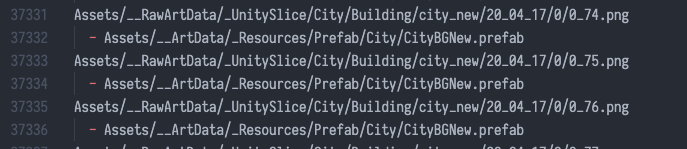 37331 Assets/__RawArtData/_UnitySlice/City/Building/city_new/20_04_17/0/0_74.png
37332 - Assets/__ArtData/_Resources/Prefab/City/CityBGNew.prefab
37333 Assets/__RawArtData/_UnitySlice/City/Building/city_new/20_04_17/0/0_75.png
37334 - Assets/__ArtData/_Resources/Prefab/City/CityBGNew.prefab
37335 Assets/__RawArtData/_UnitySlice/City/Building/city_new/20_04_17/0/0_76.png
37336 - Assets/__ArtData/_Resources/Prefab/City/CityBGNew.prefab